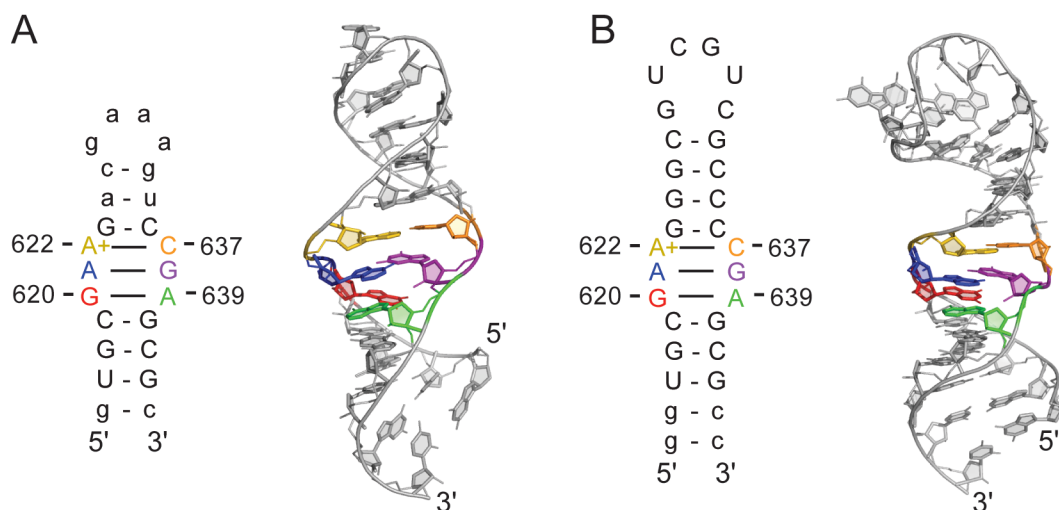 A
a a
g a
c - g
a - u
G - C
622 - A+ — C - 637
A — G
620 - G — A - 639
C - G
G - C
U - G
g - c
5' 3'
5'
3'
B
C G
U U
G C
C - G
G - C
G - C
G - C
622 - A+ — C - 637
A — G
620 - G — A - 639
C - G
G - C
U - G
g - c
g - c
5' 3'
5'
3'